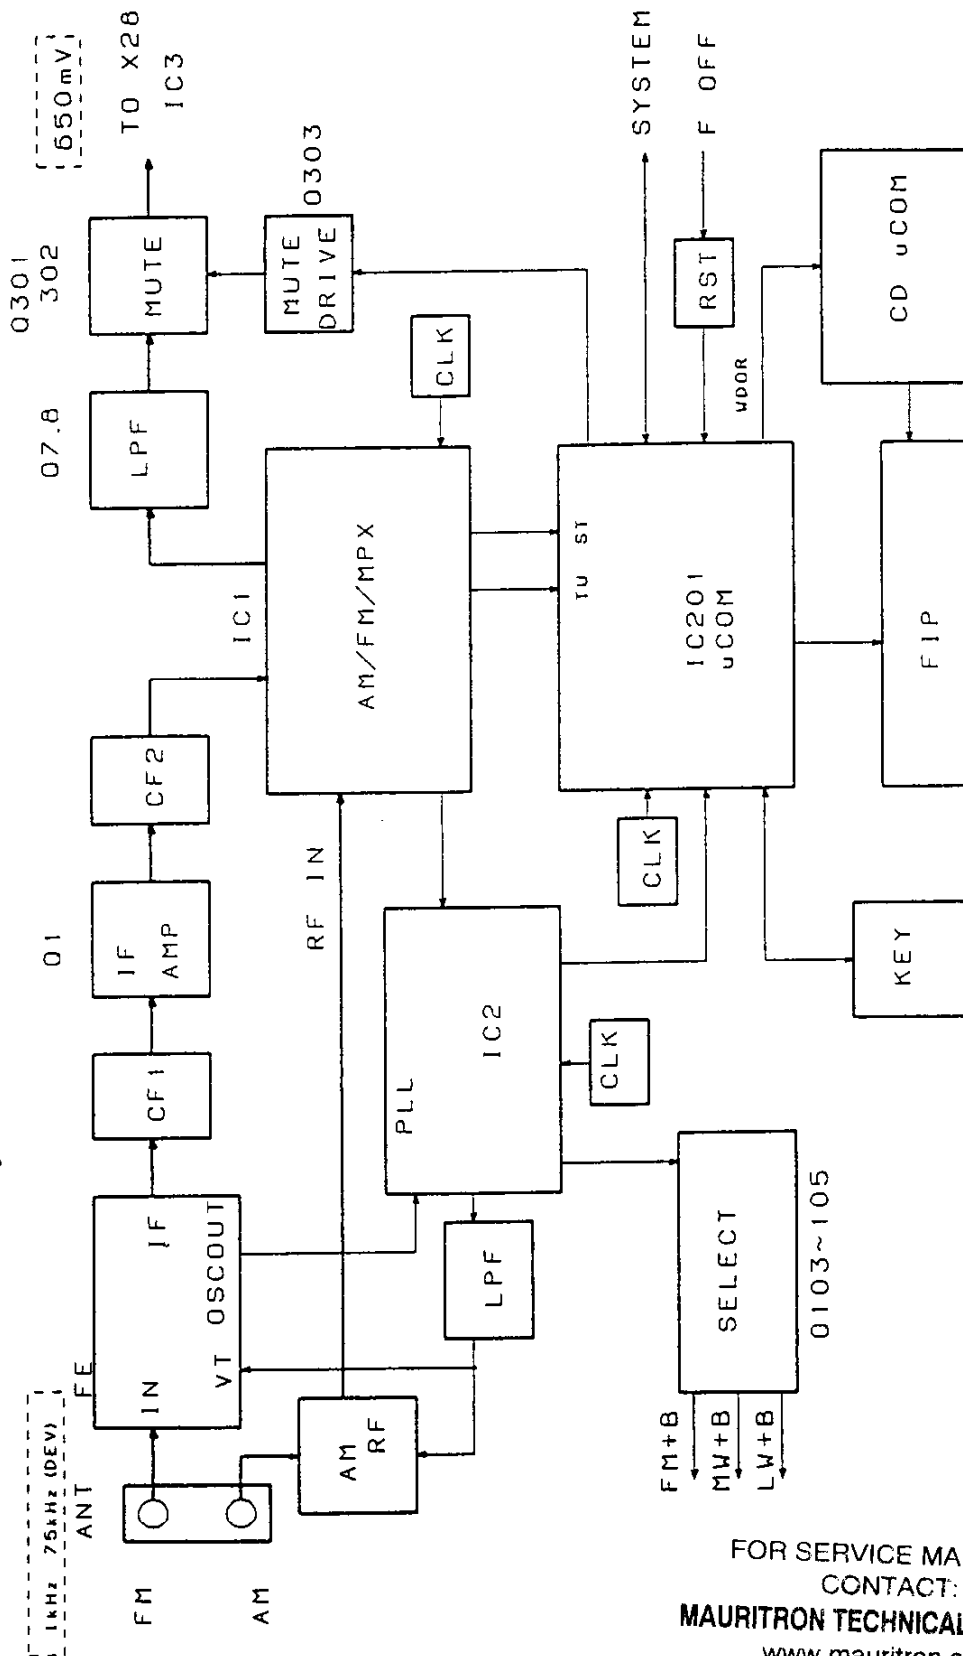 1kHz 75kHz (DEV)
ANT
FM
AM
FE
IN
IF
VT OSCOUT
CF1
IF
AMP
Q1
CF2
IC1
AM/FM/MPX
RF IN
LPF
Q7.8
MUTE
Q301
302
650mV
TO X28
IC3
MUTE
DRIVE
Q303
CLK
AM
RF
LPF
PLL
IC2
CLK
SELECT
Q103~105
FM+B
MW+B
LW+B
TU ST
IC201
uCOM
CLK
KEY
FIP
SYSTEM
RST
F OFF
WDOR
CD uCOM
FOR SERVICE MA
CONTACT:
MAURITRON TECHNICAL